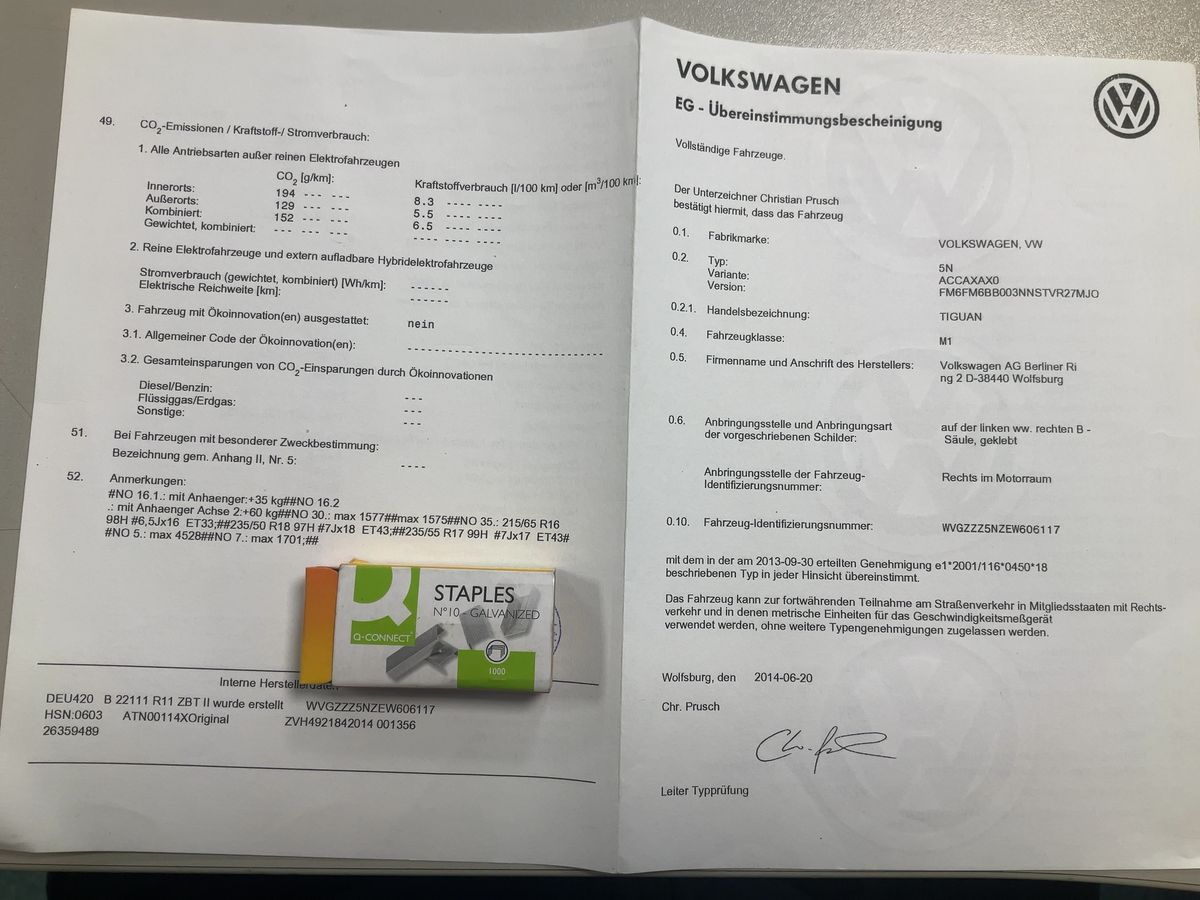 49. CO2-Emissionen / Kraftstoff-/ Stromverbrauch:
1. Alle Antriebsarten außer reinen Elektrofahrzeugen
CO2 [g/km]: Kraftstoffverbrauch [l/100 km] oder [m3/100 km]:
Innerorts: 194 --- --- 8.3 ---- ----
Außerorts: 129 --- --- 5.5 ---- ----
Kombiniert: 152 --- --- 6.5 ---- ----
Gewichtet, kombiniert: --- --- --- ---- ---- ----
2. Reine Elektrofahrzeuge und extern aufladbare Hybridelektrofahrzeuge
Stromverbrauch (gewichtet, kombiniert) [Wh/km]: ------
Elektrische Reichweite [km]: ------
3. Fahrzeug mit Ökoinnovation(en) ausgestattet: nein
3.1. Allgemeiner Code der Ökoinnovation(en): ------------------------------
3.2. Gesamteinsparungen von CO2-Einsparungen durch Ökoinnovationen
Diesel/Benzin: ---
Flüssiggas/Erdgas: ---
Sonstige: ---
51. Bei Fahrzeugen mit besonderer Zweckbestimmung:
Bezeichnung gem. Anhang II, Nr. 5: ----
52. Anmerkungen:
#NO 16.1.: mit Anhaenger:+35 kg##NO 16.2
.: mit Anhaenger Achse 2:+60 kg##NO 30.: max 1577##max 1575##NO 35.: 215/65 R16
98H #6,5Jx16 ET33;##235/50 R18 97H #7Jx18 ET43;##235/55 R17 99H #7Jx17 ET43#
#NO 5.: max 4528##NO 7.: max 1701;##
STAPLES
N°10 - GALVANIZED
Q-CONNECT
1000
Interne Herstellerdaten
DEU420 B 22111 R11 ZBT II wurde erstellt WVGZZZ5NZEW606117
HSN:0603 ATN00114XOriginal ZVH4921842014 001356
26359489
VOLKSWAGEN
EG - Übereinstimmungsbescheinigung
Vollständige Fahrzeuge.
Der Unterzeichner Christian Prusch
bestätigt hiermit, dass das Fahrzeug
0.1. Fabrikmarke: VOLKSWAGEN, VW
0.2. Typ: 5N
Variante: ACCAXAX0
Version: FM6FM6BB003NNSTVR27MJO
0.2.1. Handelsbezeichnung: TIGUAN
0.4. Fahrzeugklasse: M1
0.5. Firmenname und Anschrift des Herstellers: Volkswagen AG Berliner Ri
ng 2 D-38440 Wolfsburg
0.6. Anbringungsstelle und Anbringungsart auf der linken ww. rechten B -
der vorgeschriebenen Schilder: Säule, geklebt
Anbringungsstelle der Fahrzeug- Rechts im Motorraum
Identifizierungsnummer:
0.10. Fahrzeug-Identifizierungsnummer: WVGZZZ5NZEW606117
mit dem in der am 2013-09-30 erteilten Genehmigung e1*2001/116*0450*18
beschriebenen Typ in jeder Hinsicht übereinstimmt.
Das Fahrzeug kann zur fortwährenden Teilnahme am Straßenverkehr in Mitgliedsstaaten mit Rechts-
verkehr und in denen metrische Einheiten für das Geschwindigkeitsmeßgerät
verwendet werden, ohne weitere Typengenehmigungen zugelassen werden.
Wolfsburg, den 2014-06-20
Chr. Prusch
Leiter Typprüfung